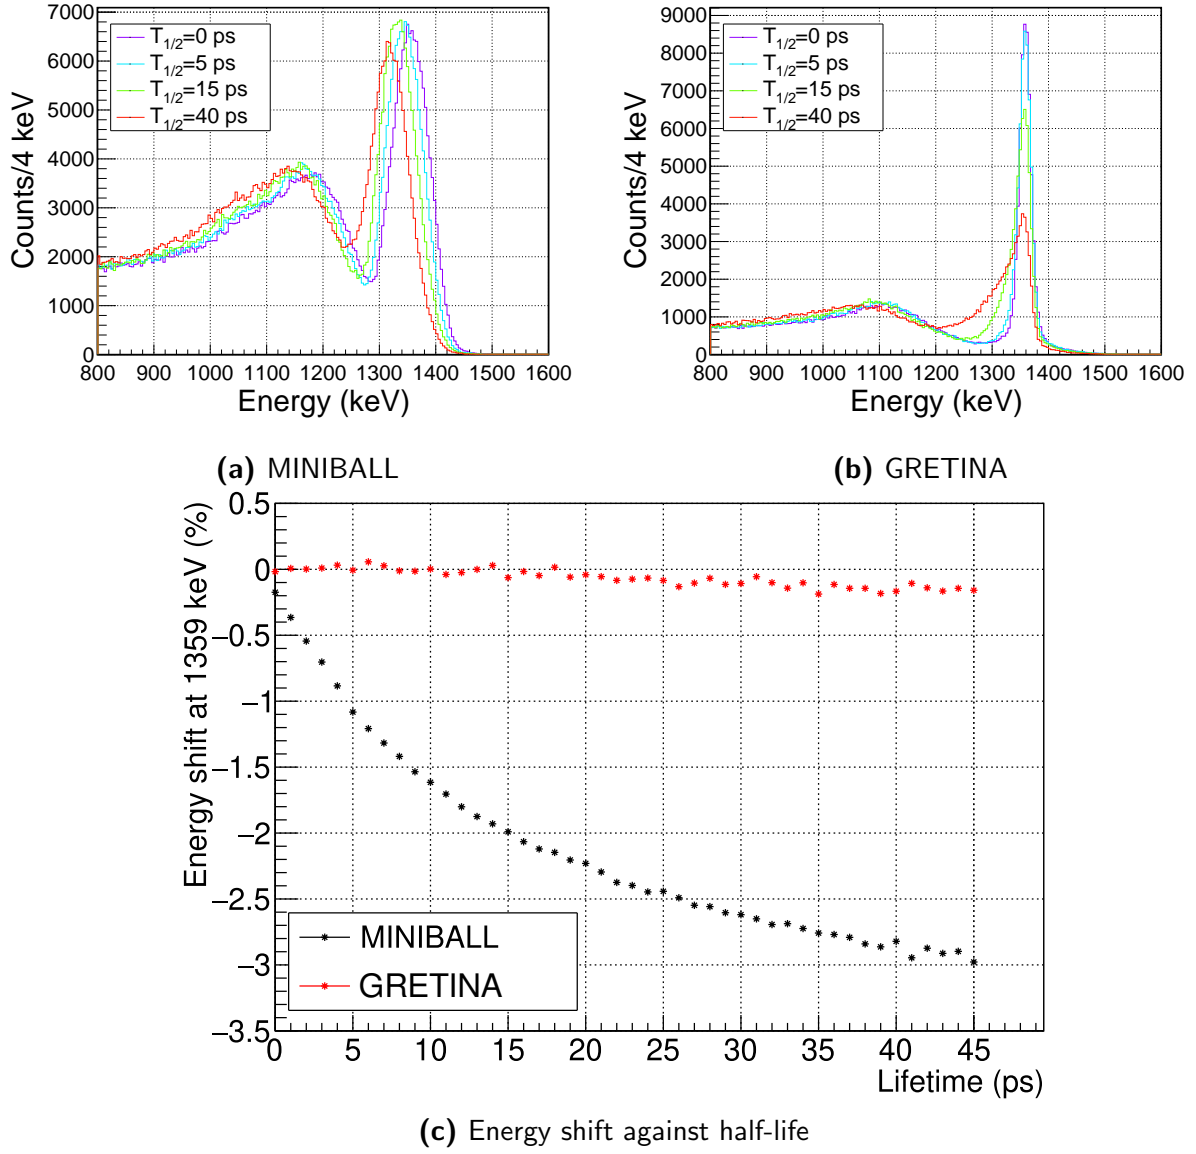 7000
6000
5000
4000
3000
2000
1000
0
Counts/4 keV
T1/2=0 ps
T1/2=5 ps
T1/2=15 ps
T1/2=40 ps
800 900 1000 1100 1200 1300 1400 1500 1600
Energy (keV)
(a) MINIBALL
9000
8000
7000
6000
5000
4000
3000
2000
1000
0
Counts/4 keV
T1/2=0 ps
T1/2=5 ps
T1/2=15 ps
T1/2=40 ps
800 900 1000 1100 1200 1300 1400 1500 1600
Energy (keV)
(b) GRETINA
0.5
0
−0.5
−1
−1.5
−2
−2.5
−3
−3.5
Energy shift at 1359 keV (%)
MINIBALL
GRETINA
0 5 10 15 20 25 30 35 40 45
Lifetime (ps)
(c) Energy shift against half-life